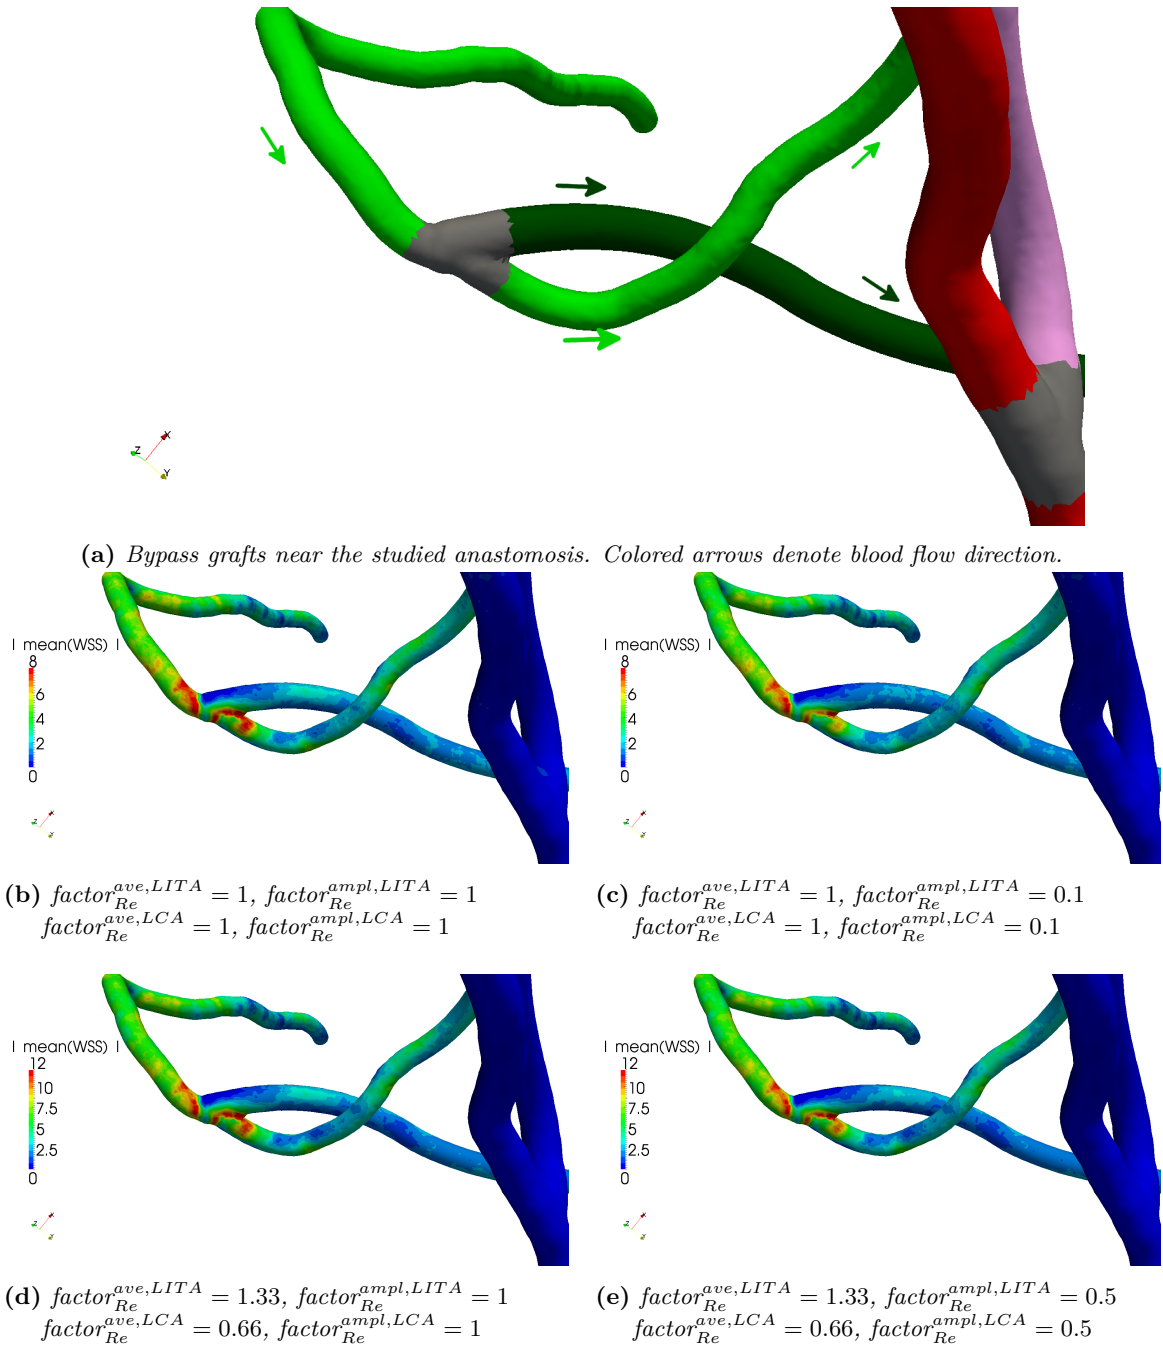 X
Z
Y
(a) Bypass grafts near the studied anastomosis. Colored arrows denote blood flow direction.
| mean(WSS) |
8
6
4
2
0
X
Z
Y
| mean(WSS) |
8
6
4
2
0
X
Z
Y
(b) factor_{Re}^{ave,LITA} = 1, factor_{Re}^{ampl,LITA} = 1
factor_{Re}^{ave,LCA} = 1, factor_{Re}^{ampl,LCA} = 1
(c) factor_{Re}^{ave,LITA} = 1, factor_{Re}^{ampl,LITA} = 0.1
factor_{Re}^{ave,LCA} = 1, factor_{Re}^{ampl,LCA} = 0.1
| mean(WSS) |
12
10
7.5
5
2.5
0
X
Z
Y
| mean(WSS) |
12
10
7.5
5
2.5
0
X
Z
Y
(d) factor_{Re}^{ave,LITA} = 1.33, factor_{Re}^{ampl,LITA} = 1
factor_{Re}^{ave,LCA} = 0.66, factor_{Re}^{ampl,LCA} = 1
(e) factor_{Re}^{ave,LITA} = 1.33, factor_{Re}^{ampl,LITA} = 0.5
factor_{Re}^{ave,LCA} = 0.66, factor_{Re}^{ampl,LCA} = 0.5